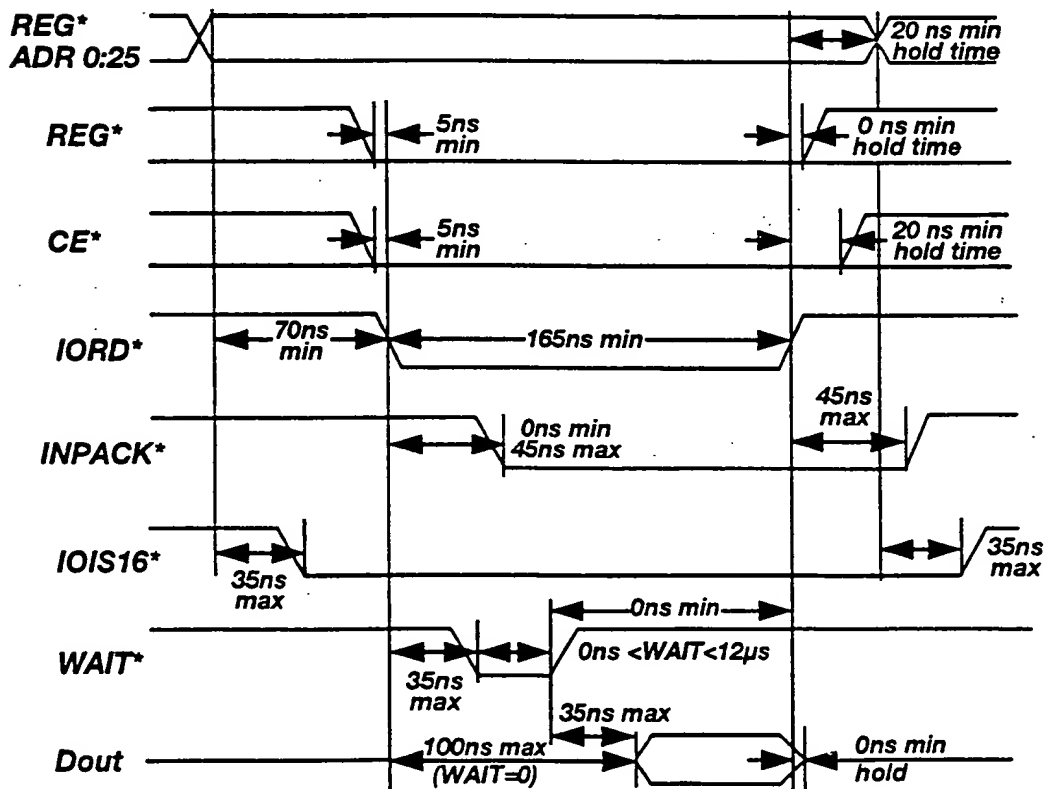 REG*
ADR 0:25
20 ns min
hold time
REG*
5ns
min
0 ns min
hold time
CE*
5ns
min
20 ns min
hold time
IORD*
70ns
min
165ns min
INPACK*
0ns min
45ns max
45ns
max
IOIS16*
35ns
max
35ns
max
0ns min
WAIT*
35ns
max
0ns <WAIT<12µs
35ns max
Dout
100ns max
(WAIT=0)
0ns min
hold